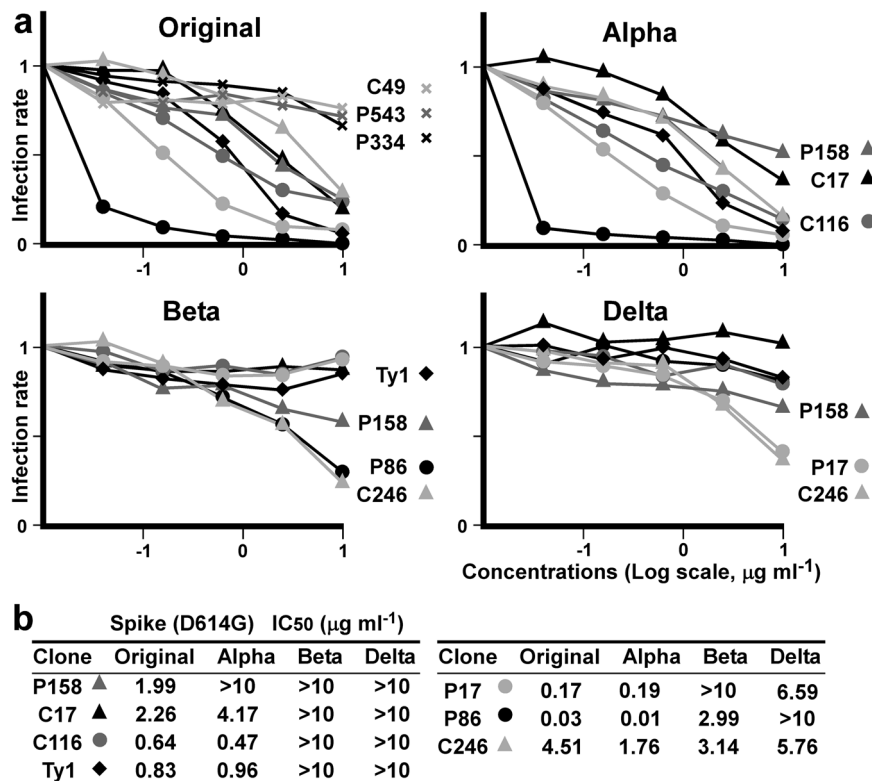 a
Original
Infection rate
1
0
-1
0
1
C49
P543
P334
Alpha
1
0
-1
0
1
P158
C17
C116
Beta
Infection rate
1
0
-1
0
1
Ty1
P158
P86
C246
Delta
1
0
-1
0
1
P158
P17
C246
Concentrations (Log scale, μg ml-1)
b
Spike (D614G) IC50 (μg ml-1)
Clone Original Alpha Beta Delta
P158 1.99 >10 >10 >10
C17 2.26 4.17 >10 >10
C116 0.64 0.47 >10 >10
Ty1 0.83 0.96 >10 >10
Clone Original Alpha Beta Delta
P17 0.17 0.19 >10 6.59
P86 0.03 0.01 2.99 >10
C246 4.51 1.76 3.14 5.76